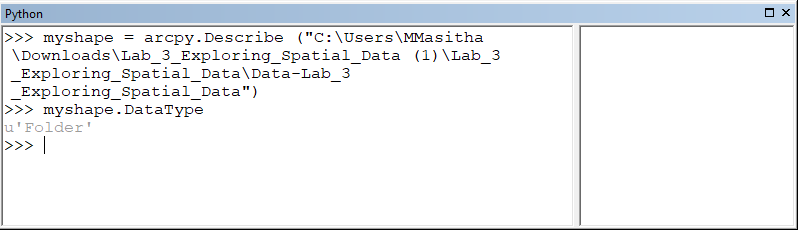 Python
>>> myshape = arcpy.Describe ("C:\Users\MMasitha
\Downloads\Lab_3_Exploring_Spatial_Data (1)\Lab_3
_Exploring_Spatial_Data\Data-Lab_3
_Exploring_Spatial_Data")
>>> myshape.DataType
u'Folder'
>>>